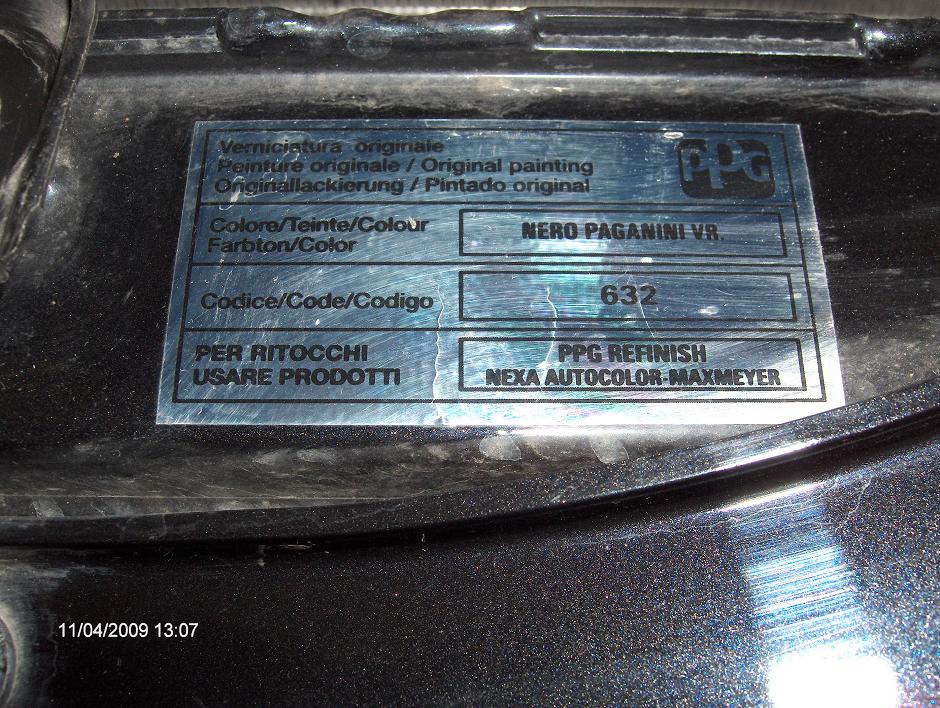 Verniciatura originale
Peinture originale / Original painting
Originallackierung / Pintado original
PPG
Colore/Teinte/Colour
Farbton/Color
NERO PAGANINI VR.
Codice/Code/Codigo
632
PER RITOCCHI
USARE PRODOTTI
PPG REFINISH
NEXA AUTOCOLOR-MAXMEYER
11/04/2009 13:07